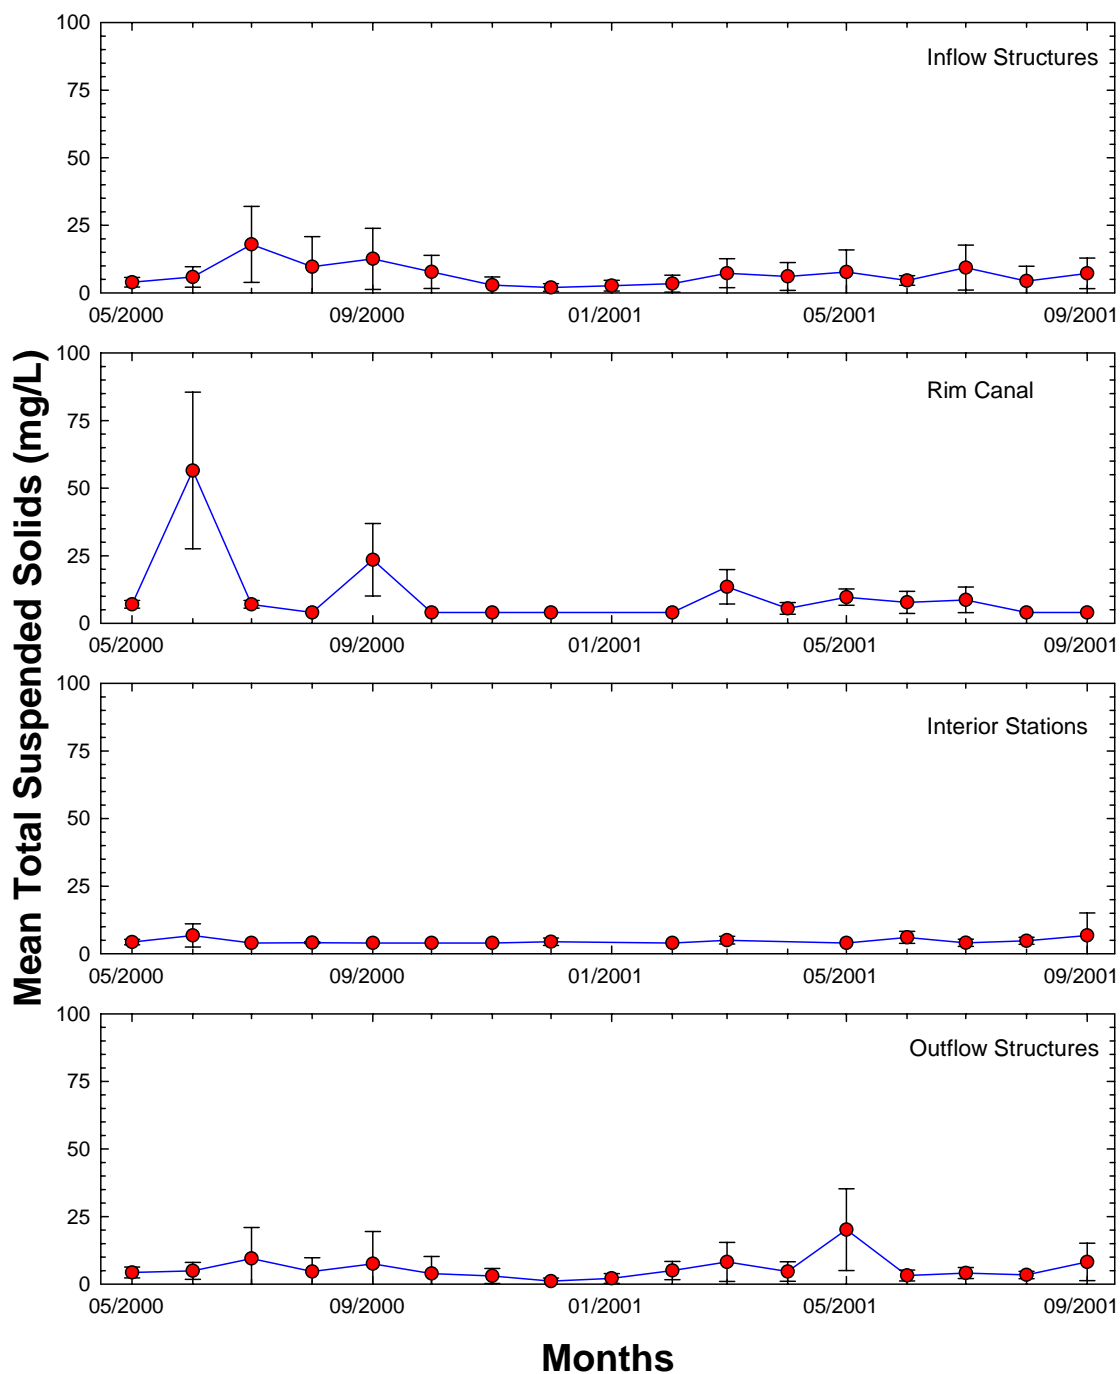 Mean Total Suspended Solids (mg/L)
100
75
50
25
0
Inflow Structures
05/2000 09/2000 01/2001 05/2001 09/2001
100
75
50
25
0
Rim Canal
05/2000 09/2000 01/2001 05/2001 09/2001
100
75
50
25
0
Interior Stations
05/2000 09/2000 01/2001 05/2001 09/2001
100
75
50
25
0
Outflow Structures
05/2000 09/2000 01/2001 05/2001 09/2001
Months